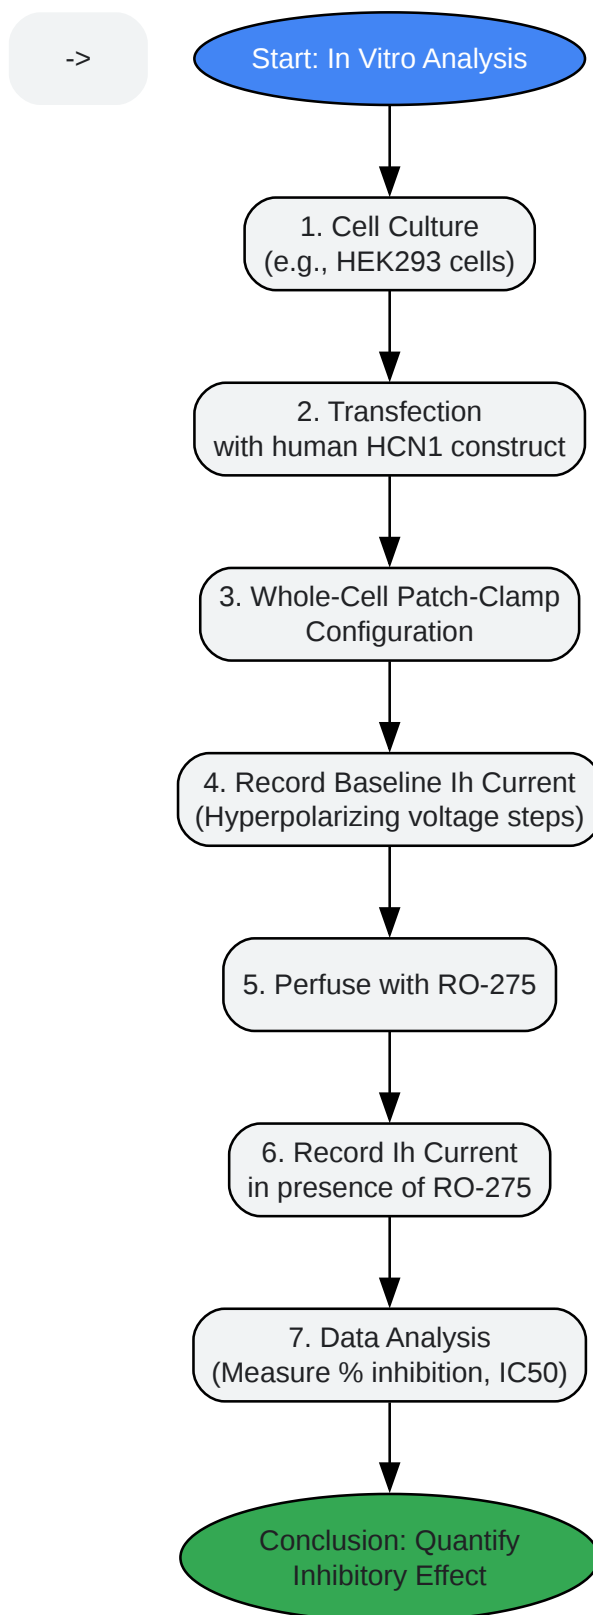 ->
Start: In Vitro Analysis
1. Cell Culture
(e.g., HEK293 cells)
2. Transfection
with human HCN1 construct
3. Whole-Cell Patch-Clamp
Configuration
4. Record Baseline Ih Current
(Hyperpolarizing voltage steps)
5. Perfuse with RO-275
6. Record Ih Current
in presence of RO-275
7. Data Analysis
(Measure % inhibition, IC50)
Conclusion: Quantify
Inhibitory Effect